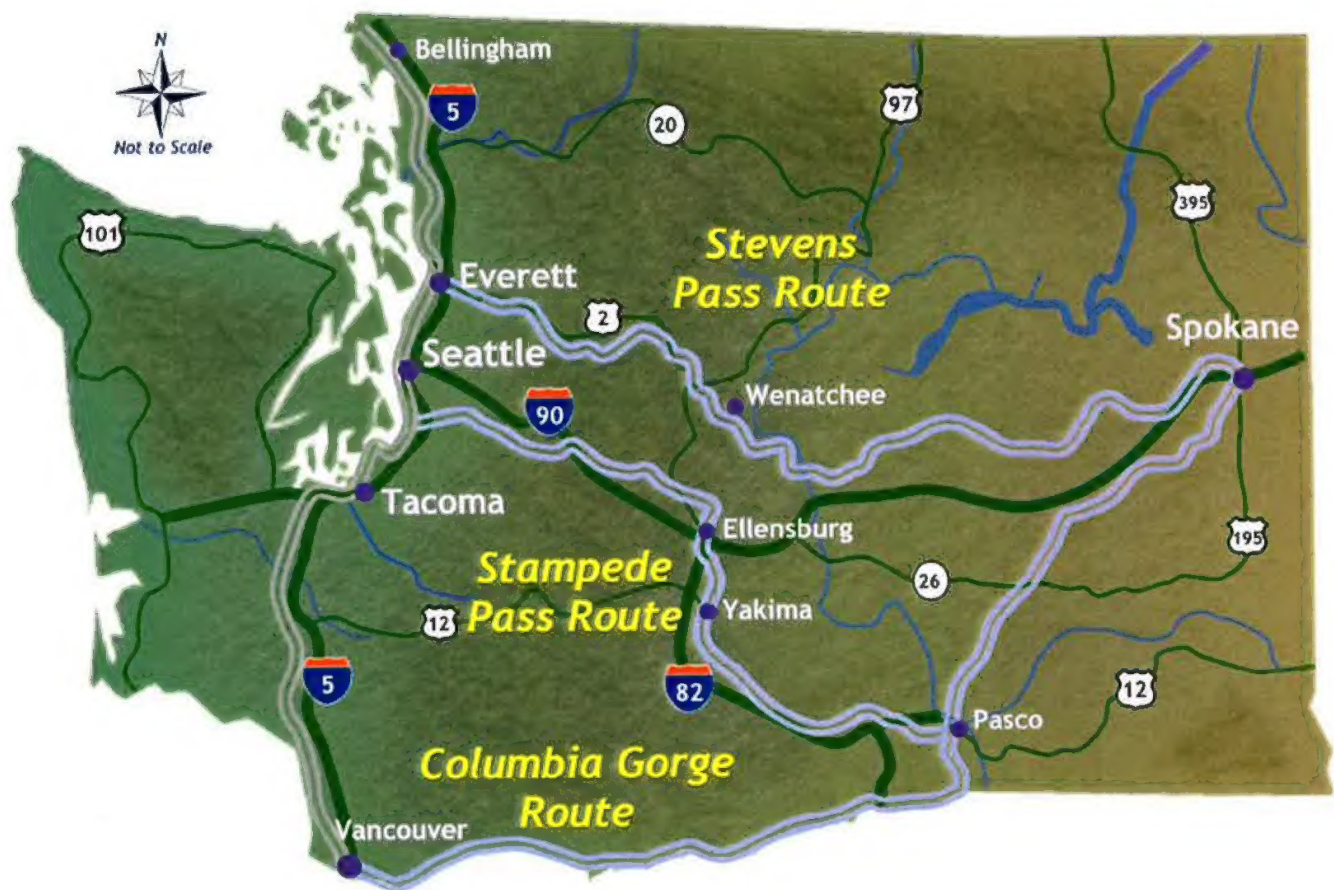 N
Not to Scale
Bellingham
5
20
97
395
101
Stevens
Pass Route
Everett
2
Seattle
Spokane
Wenatchee
90
Tacoma
Ellensburg
Stampede
Pass Route
26
195
12
Yakima
5
82
12
Pasco
Columbia Gorge
Route
Vancouver